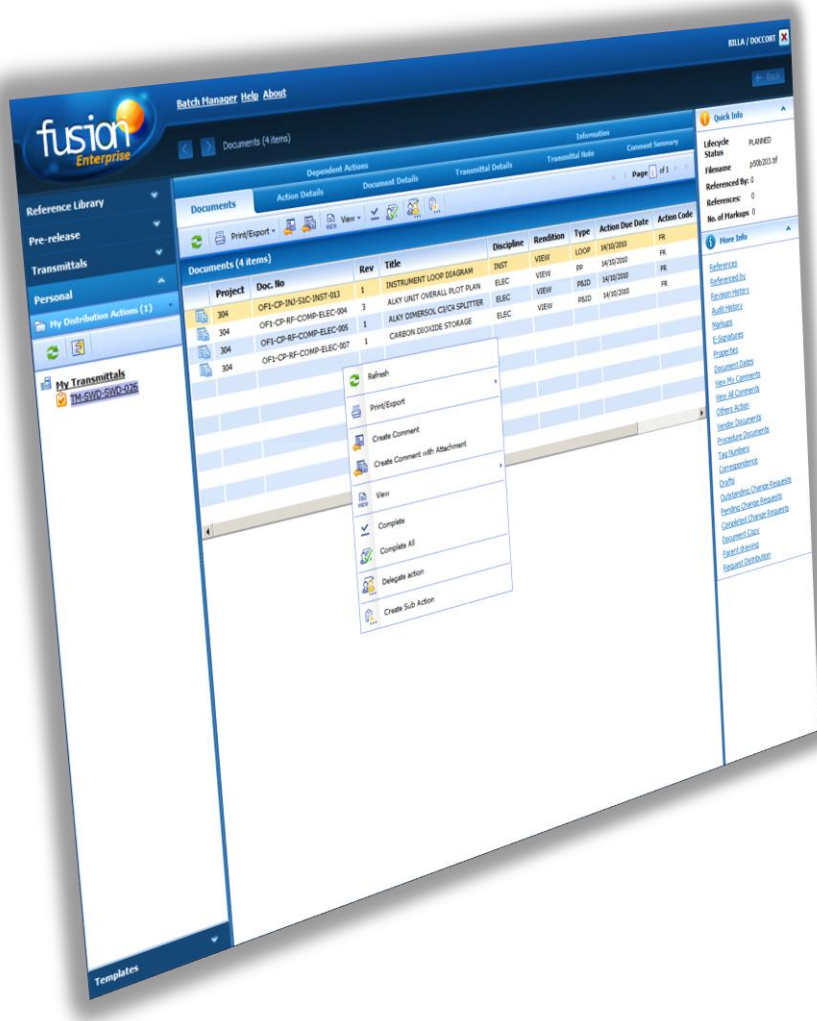 BILLA / DOCCONT X
fusion
Enterprise
Batch Manager Help About
Back
Documents (4 items)
Reference Library
Pre-release
Transmittals
Personal
My Distribution Actions (1)
My Transmittals
TM-SWD-SWD-026
Templates
Dependent Actions
Information
Documents
Action Details
Document Details
Transmittal Details
Transmittal Note
Comment Summary
Print/Export
View
Page 1 of 1
Documents (4 items)
Project Doc. No Rev Title Discipline Rendition Type Action Due Date Action Code
304 OF1-CP-INJ-S1C-INST-013 1 INSTRUMENT LOOP DIAGRAM INST VIEW LOOP 14/10/2010 FR
304 OF1-CP-RF-COMP-ELEC-004 3 ALKY UNIT OVERALL PLOT PLAN ELEC VIEW PP 14/10/2010 FR
304 OF1-CP-RF-COMP-ELEC-005 1 ALKY DIMERSOL C3/C4 SPLITTER ELEC VIEW P&ID 14/10/2010 FR
304 OF1-CP-RF-COMP-ELEC-007 1 CARBON DIOXIDE STORAGE ELEC VIEW P&ID 14/10/2010 FR
Refresh
Print/Export
Create Comment
Create Comment with Attachment
View
Complete
Complete All
Delegate action
Create Sub Action
Quick Info
Lifecycle Status PLANNED
Filename p50b203.tif
Referenced By: 0
References: 0
No. of Markups 0
More Info
References
Referenced by
Revision History
Audit History
Markups
E-Signatures
Properties
Document Dates
View My Comments
View All Comments
Others Action
Vendor Documents
Procedure Documents
Tag Numbers
Correspondence
Drafts
Outstanding Change Requests
Pending Change Requests
Completed Change Requests
Document Copy
Parent drawing
Request Distribution